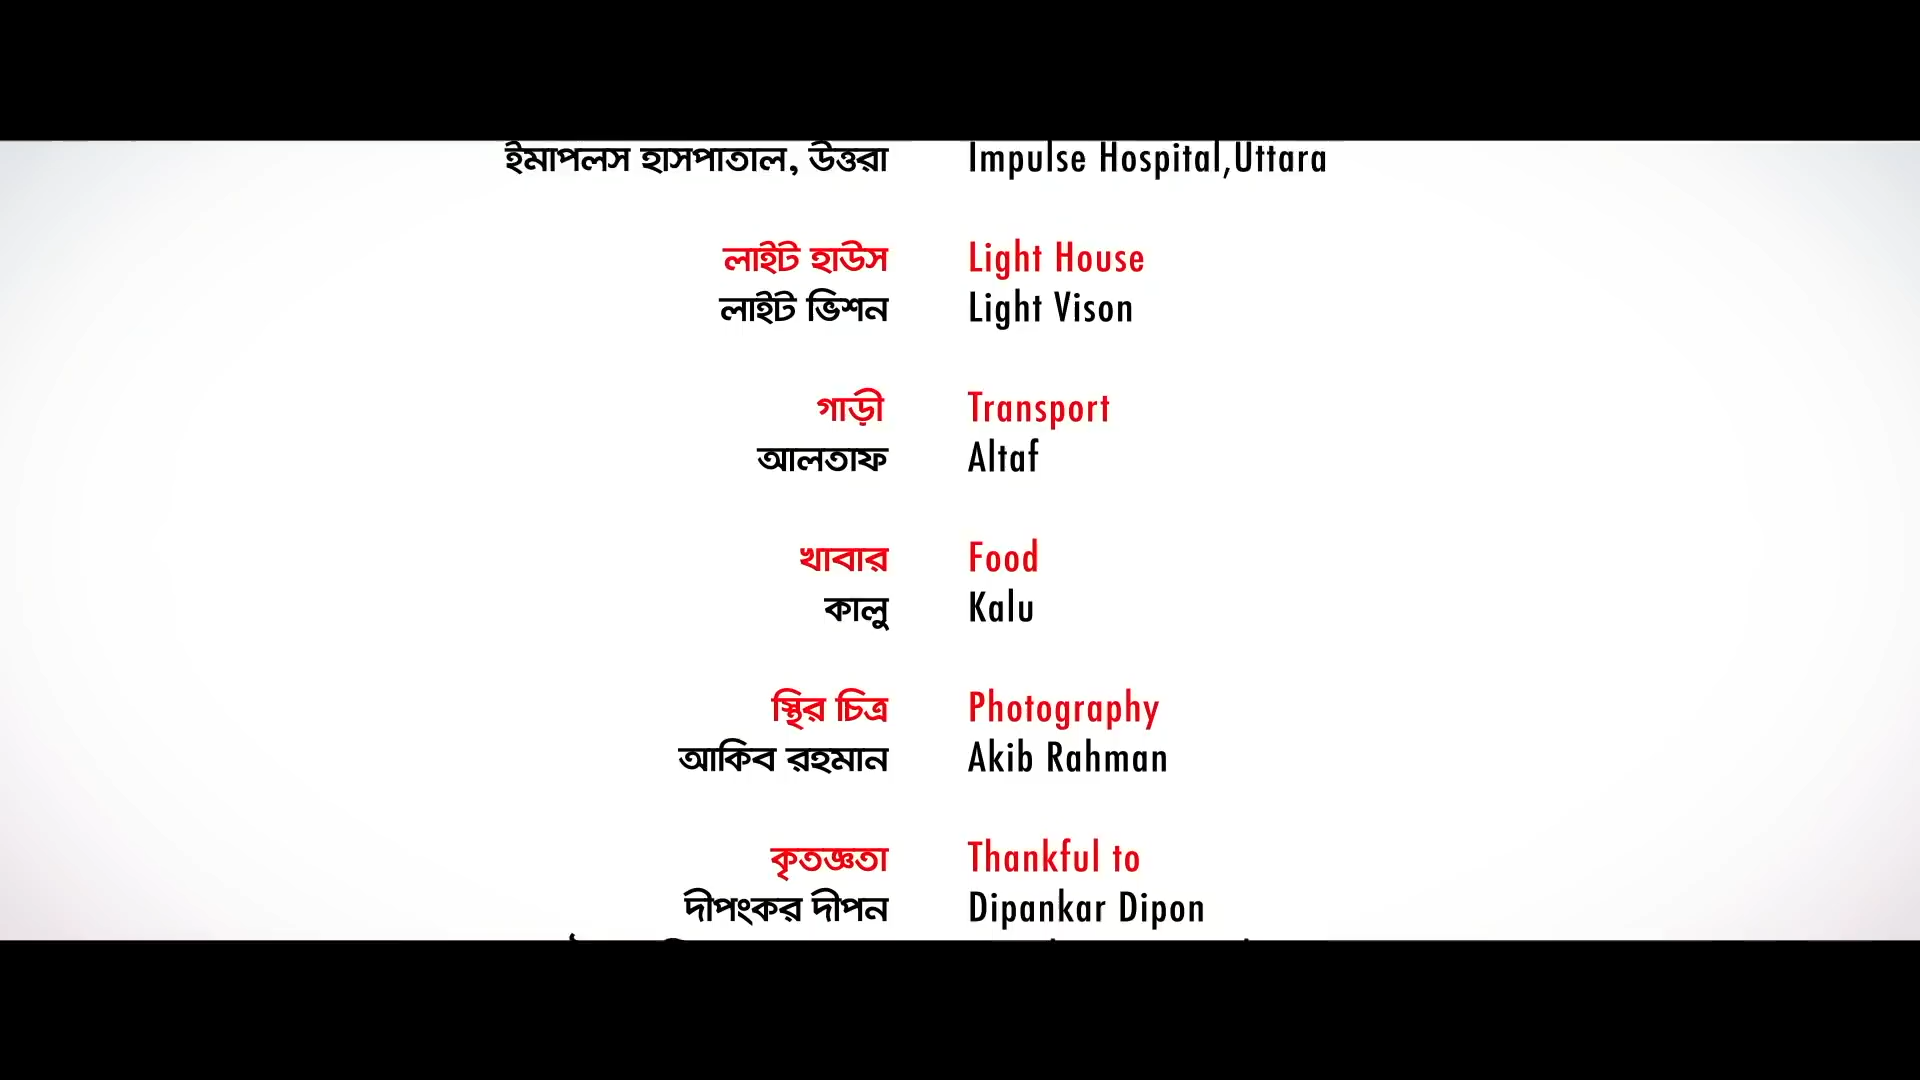 ইমাপলস হাসপাতাল, উত্তরা Impulse Hospital,Uttara
লাইট হাউস Light House
লাইট ভিশন Light Vison
গাড়ী Transport
আলতাফ Altaf
খাবার Food
কালু Kalu
স্থির চিত্র Photography
আকিব রহমান Akib Rahman
কৃতজ্ঞতা Thankful to
দীপংকর দীপন Dipankar Dipon